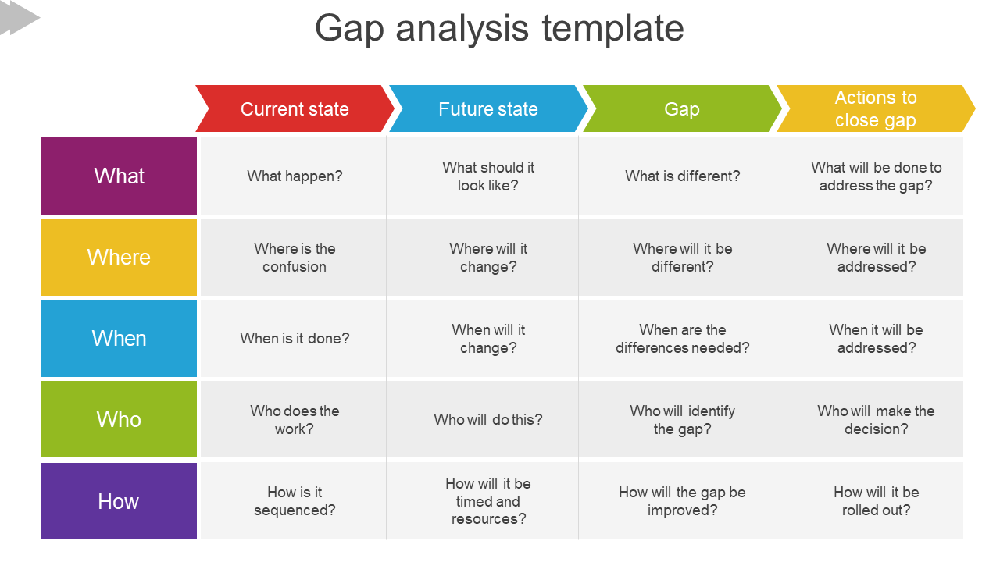 Gap analysis template
Current state
Future state
Gap
Actions to
close gap
What
What happen?
What should it
look like?
What is different?
What will be done to
address the gap?
Where
Where is the
confusion
Where will it
change?
Where will it be
different?
Where will it be
addressed?
When
When is it done?
When will it
change?
When are the
differences needed?
When it will be
addressed?
Who
Who does the
work?
Who will do this?
Who will identify
the gap?
Who will make the
decision?
How
How is it
sequenced?
How will it be
timed and
resources?
How will the gap be
improved?
How will it be
rolled out?